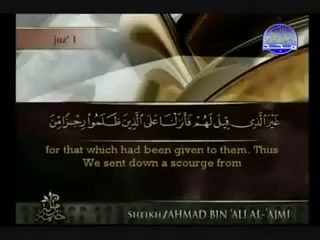 juz' 1
غَيْرَ الَّذِي قِيلَ لَهُمْ فَأَنزَلْنَا عَلَى الَّذِينَ ظَلَمُوا رِجْزًا مِّنَ
for that which had been given to them. Thus
We sent down a scourge from
SHEIKH/AHMAD BIN 'ALI AL-'AJMI